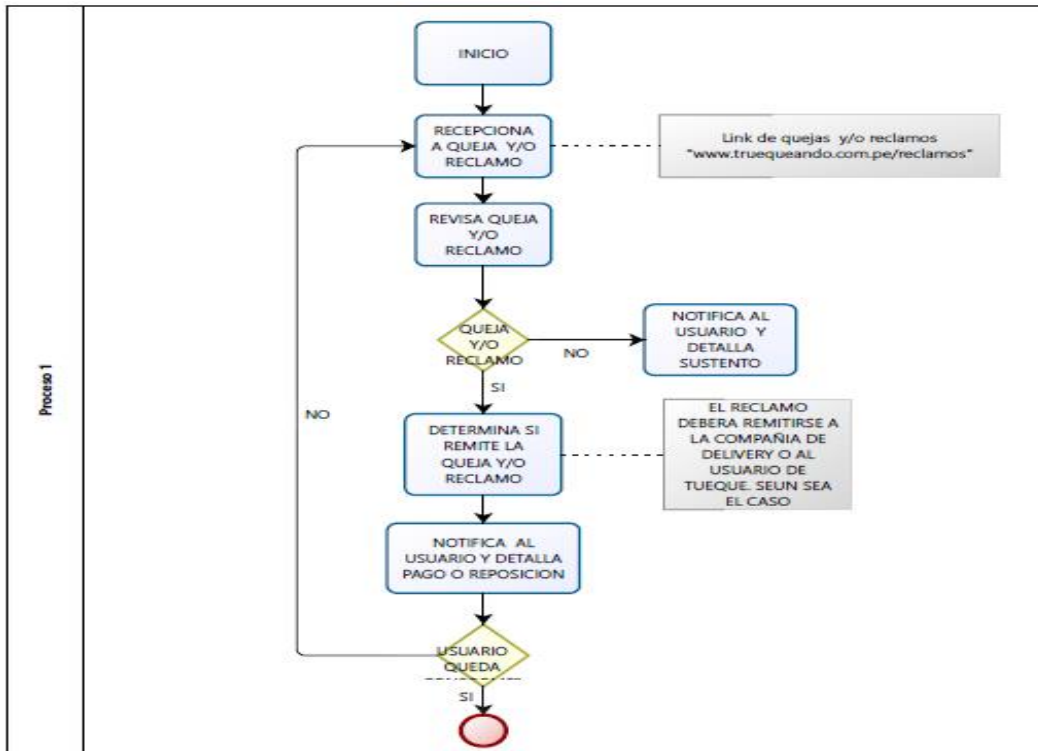 Proceso 1
INICIO
RECEPCIONA
A QUEJA Y/O
RECLAMO
Link de quejas y/o reclamos
"www.truequeando.com.pe/reclamos"
REVISA QUEJA
Y/O
RECLAMO
QUEJA
Y/O
RECLAMO
NO
NOTIFICA AL
USUARIO Y
DETALLA
SUSTENTO
SI
DETERMINA SI
REMITE LA
QUEJA Y/O
RECLAMO
EL RECLAMO
DEBERA REMITIRSE A
LA COMPAÑIA DE
DELIVERY O AL
USUARIO DE
TUEQUE. SEUN SEA
EL CASO
NO
NOTIFICA AL
USUARIO Y DETALLA
PAGO O REPOSICION
USUARIO
QUEDA
SI